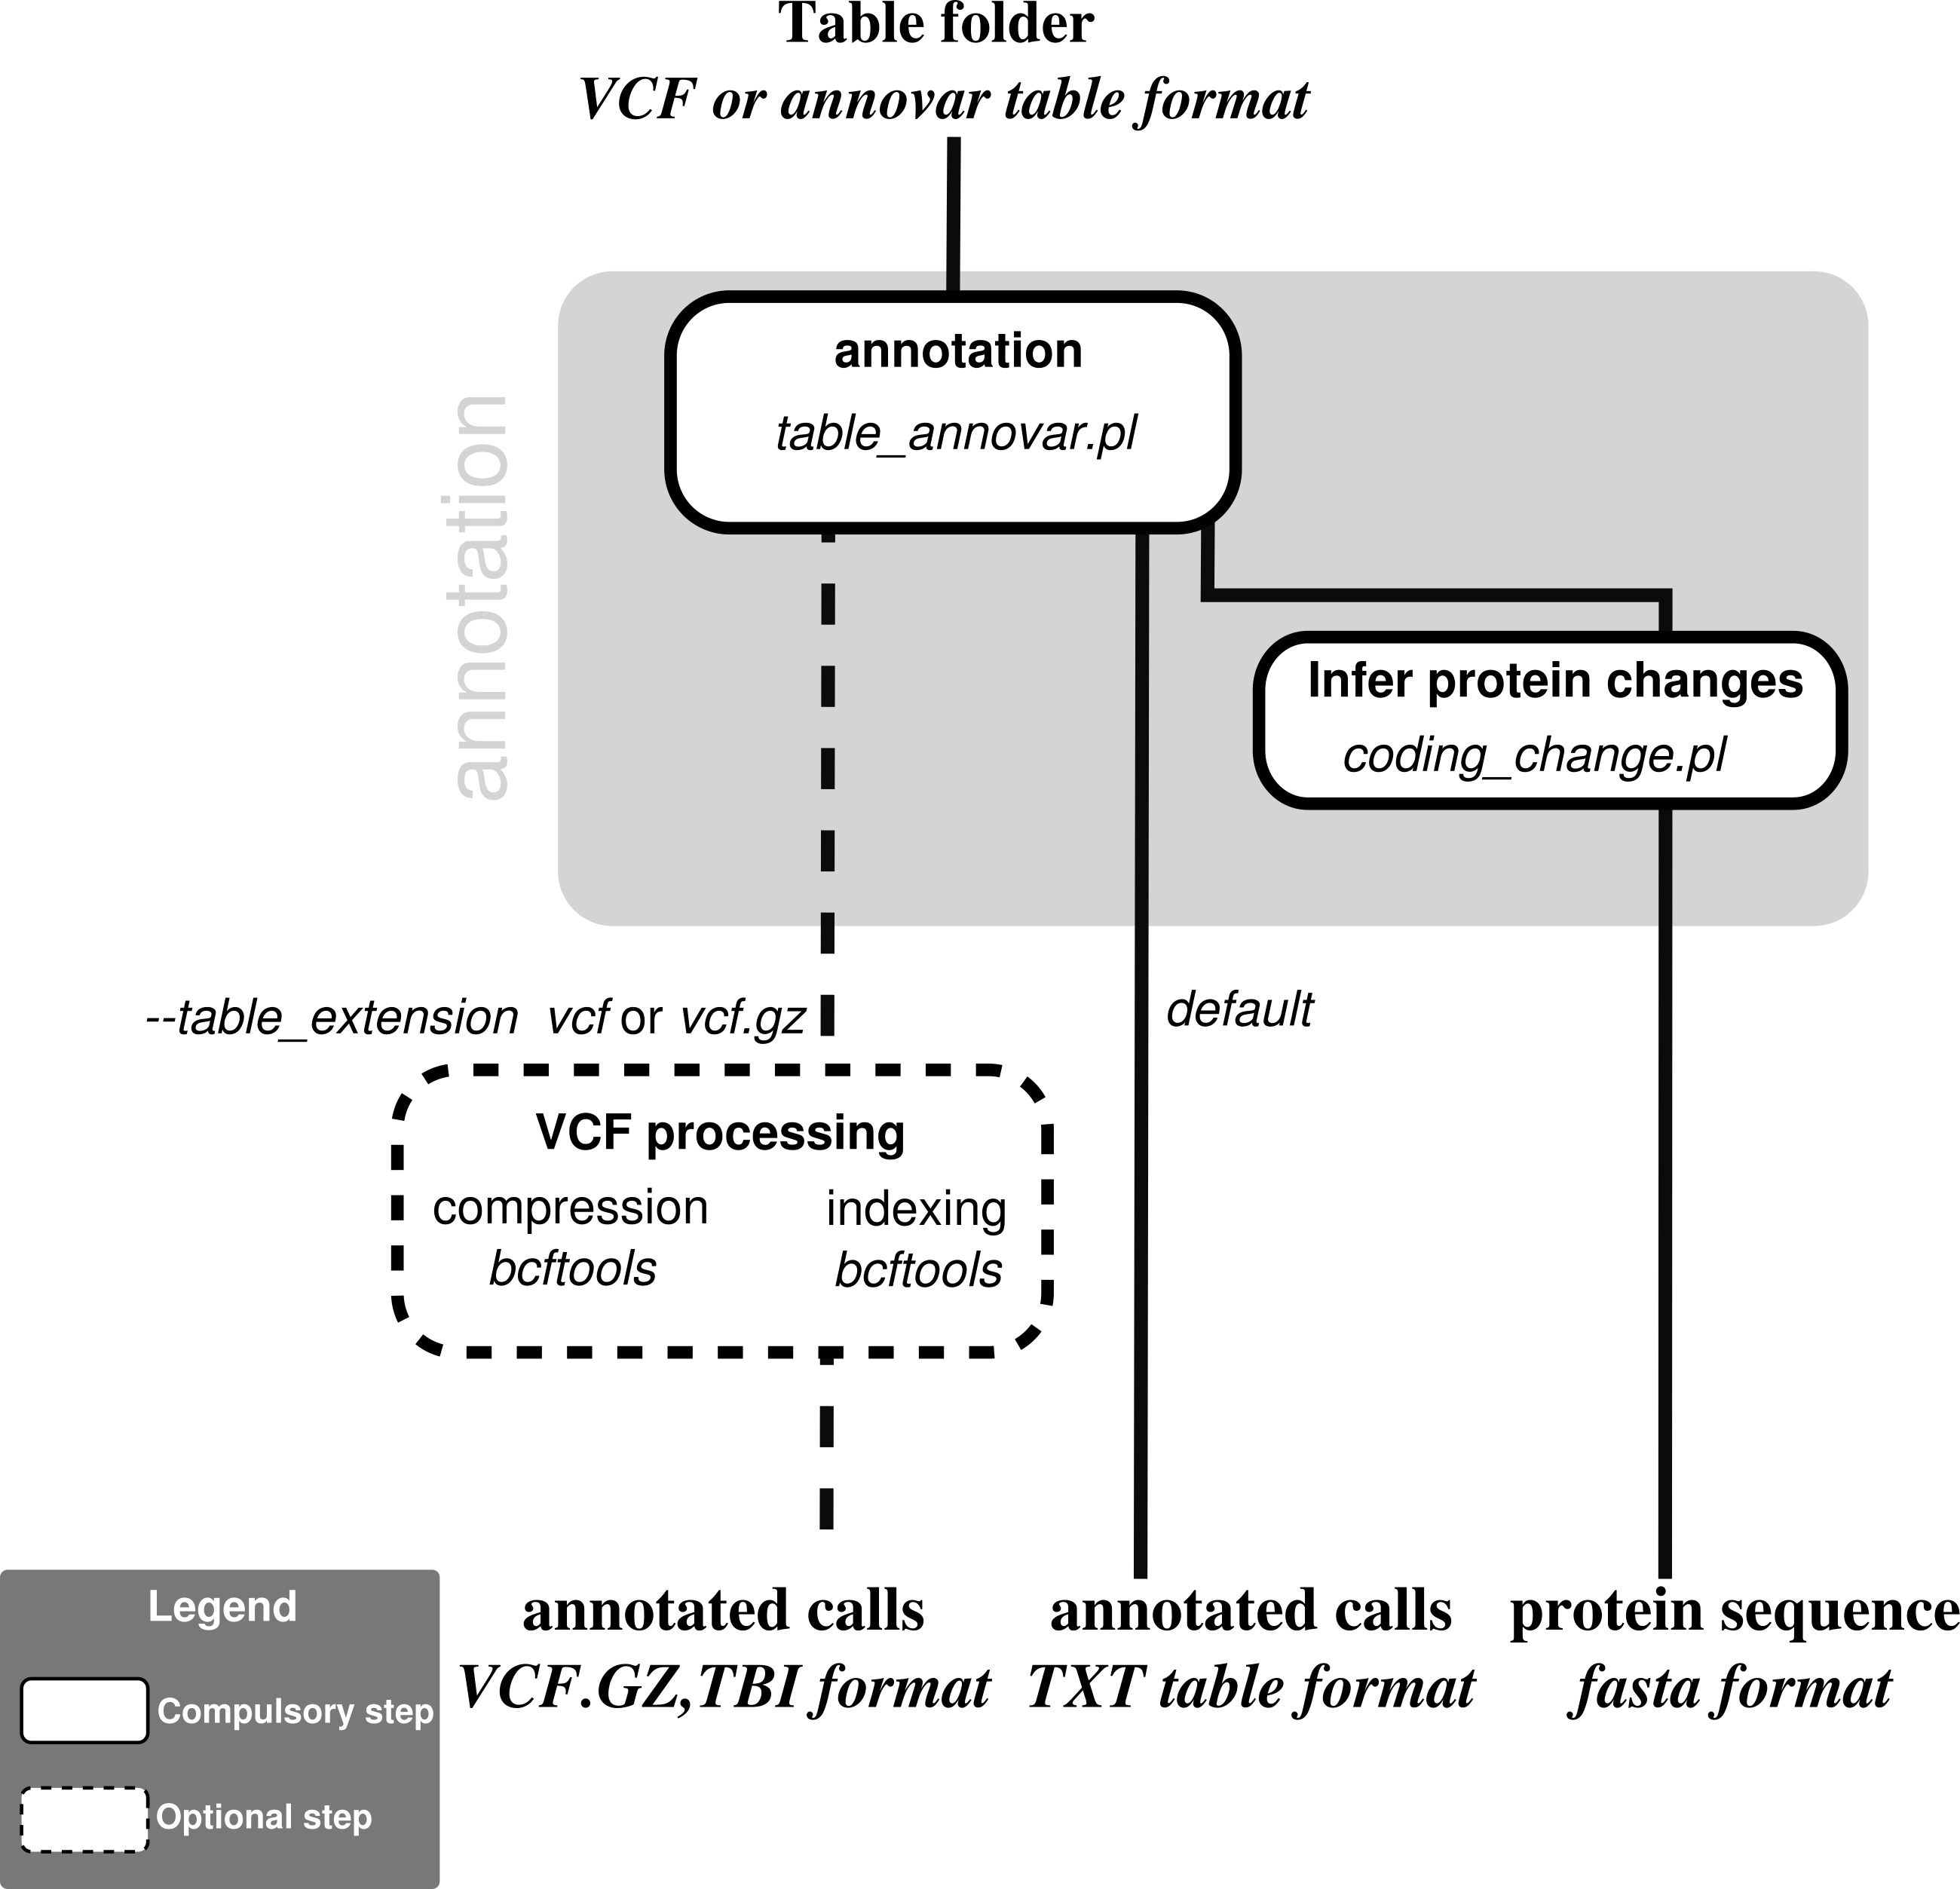 Table folder
VCF or annovar table format
annotation
table_annovar.pl
annotation
Infer protein changes
coding_change.pl
--table_extension vcf or vcf.gz
default
VCF processing
compression indexing
bcftools bcftools
annotated calls
VCF.GZ,TBI format
annotated calls
TXT table format
protein sequence
fasta format
Legend
Compulsory step
Optional step